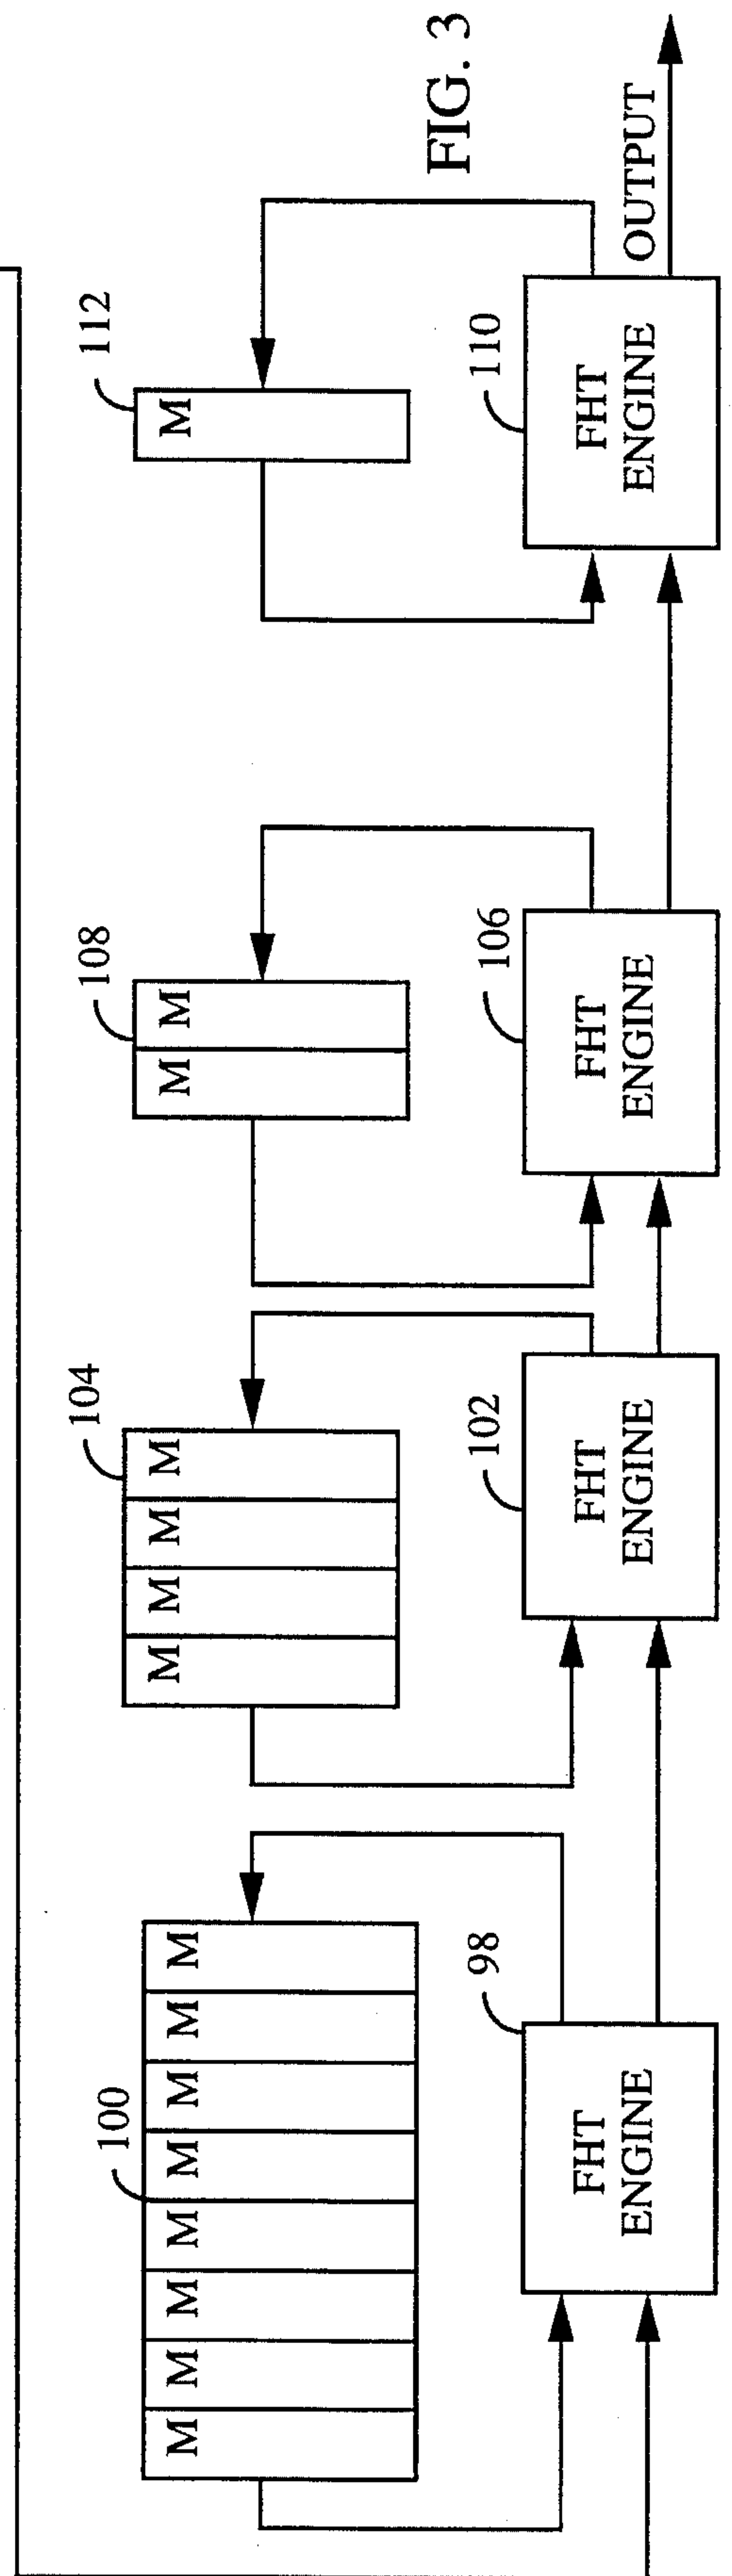 100
M M M M M M M M
104
M M M M
108
M M
112
M
98
FHT
ENGINE
102
FHT
ENGINE
106
FHT
ENGINE
110
FHT
ENGINE
OUTPUT
FIG. 3